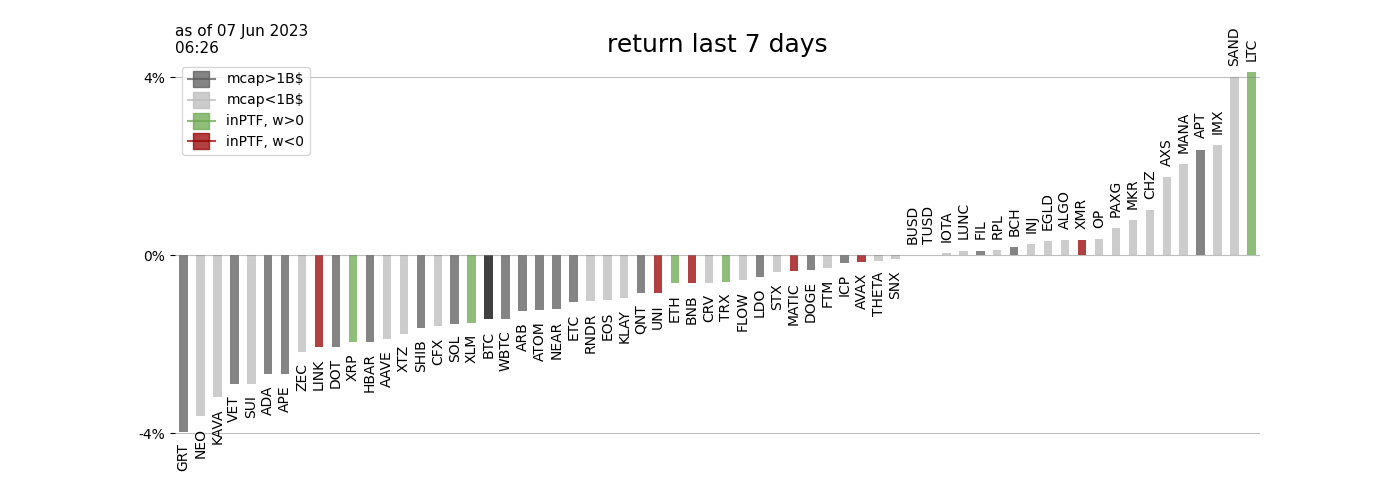 as of 07 Jun 2023
06:26
return last 7 days
mcap>1B$
mcap<1B$
inPTF, w>0
inPTF, w<0
4%
0%
-4%
GRT
NEO
KAVA
VET
SUI
ADA
APE
ZEC
LINK
DOT
XRP
HBAR
AAVE
XTZ
SHIB
CFX
SOL
XLM
BTC
WBTC
ARB
ATOM
NEAR
ETC
RNDR
EOS
KLAY
QNT
UNI
ETH
BNB
CRV
TRX
FLOW
LDO
STX
MATIC
DOGE
FTM
ICP
AVAX
THETA
SNX
BUSD
TUSD
IOTA
LUNC
FIL
RPL
BCH
INJ
EGLD
ALGO
XMR
OP
PAXG
MKR
CHZ
AXS
MANA
APT
IMX
SAND
LTC